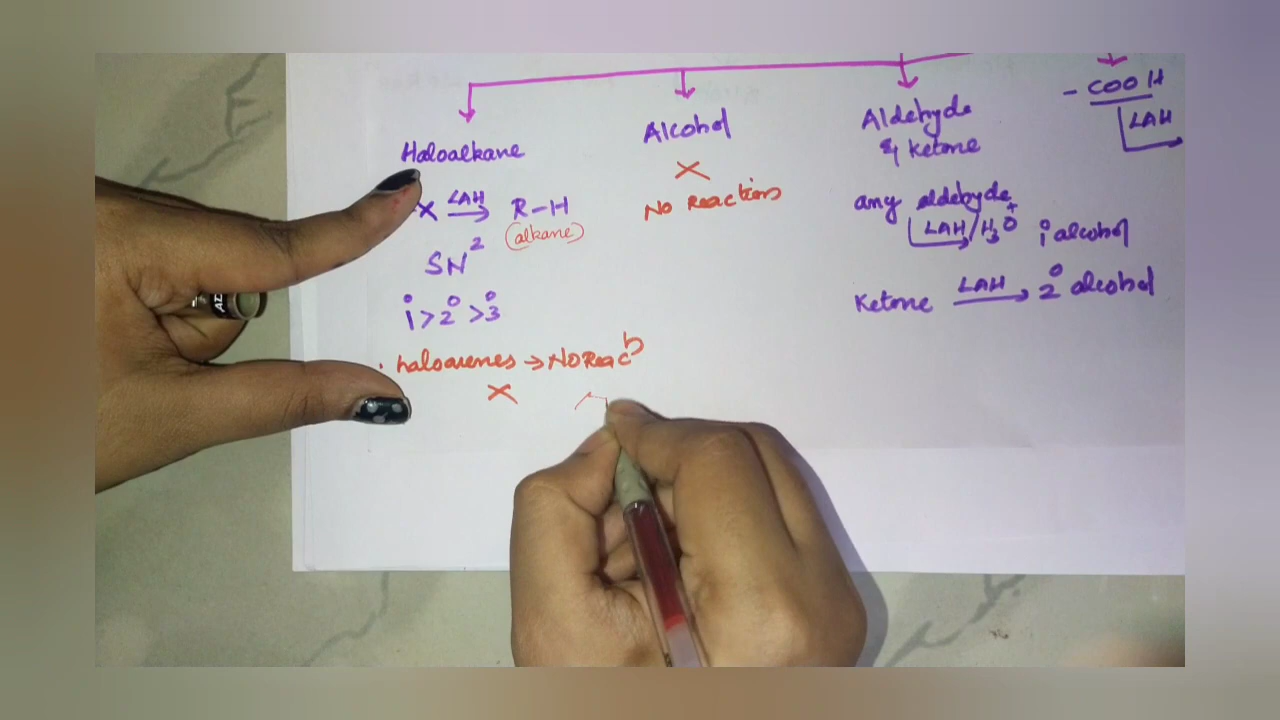 Haloalkane
-X LAH→ R-H
(alkane)
SN²
1° > 2° > 3°
. haloarenes → No Reacⁿ
×
Alcohol
×
No Reactions
Aldehyde
& Ketone
any aldehyde
LAH/H₃O⁺ 1° alcohol
Ketone LAH→ 2° alcohol
- COOH
LAH